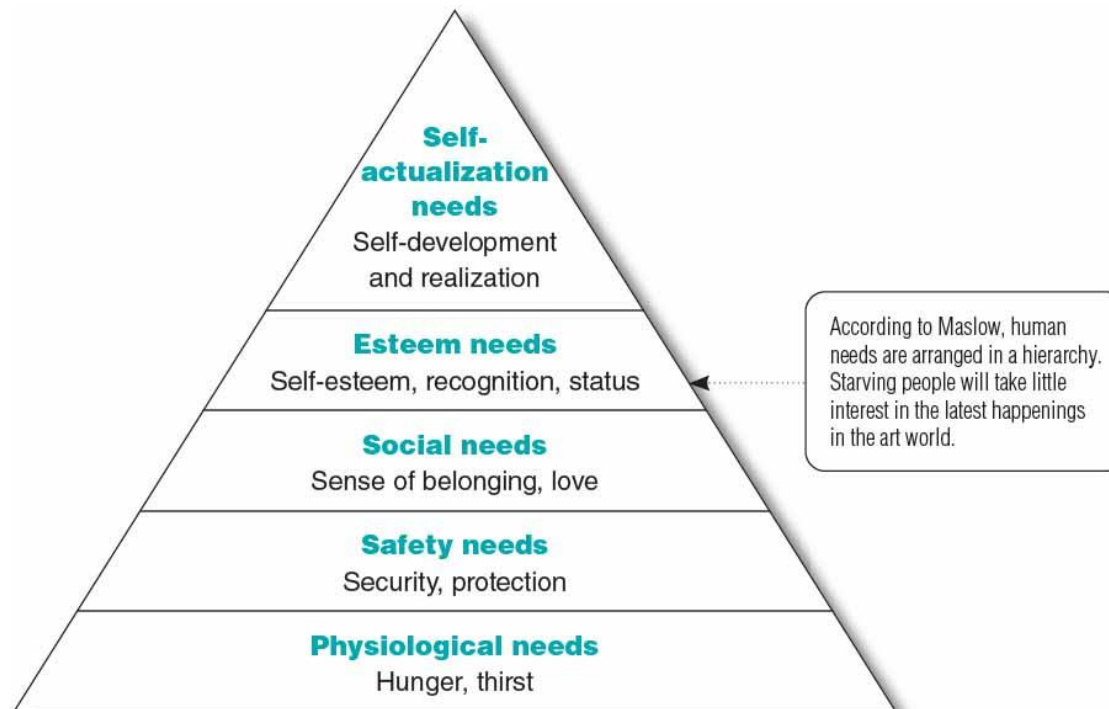 Self-
actualization
needs
Self-development
and realization
Esteem needs
Self-esteem, recognition, status
Social needs
Sense of belonging, love
Safety needs
Security, protection
Physiological needs
Hunger, thirst
According to Maslow, human
needs are arranged in a hierarchy.
Starving people will take little
interest in the latest happenings
in the art world.